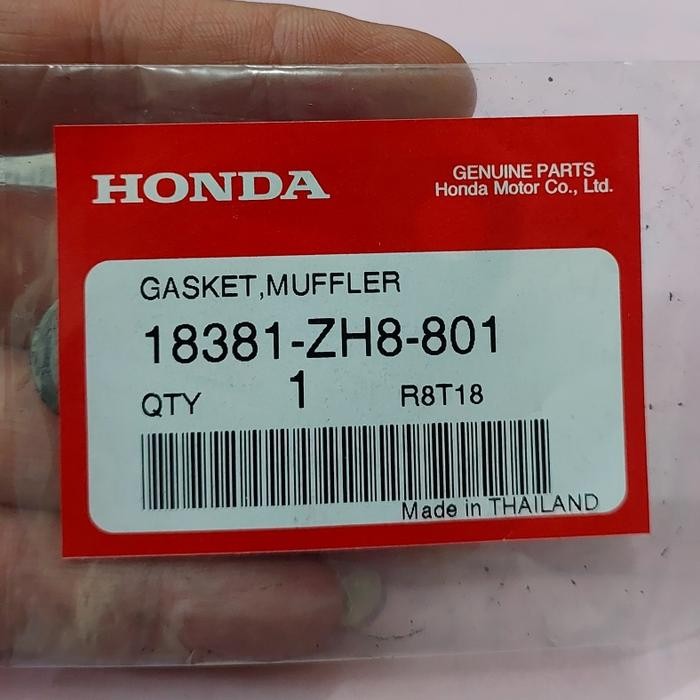 HONDA
GENUINE PARTS
Honda Motor Co., Ltd.
GASKET,MUFFLER
18381-ZH8-801
QTY 1 R8T18
Made in THAILAND